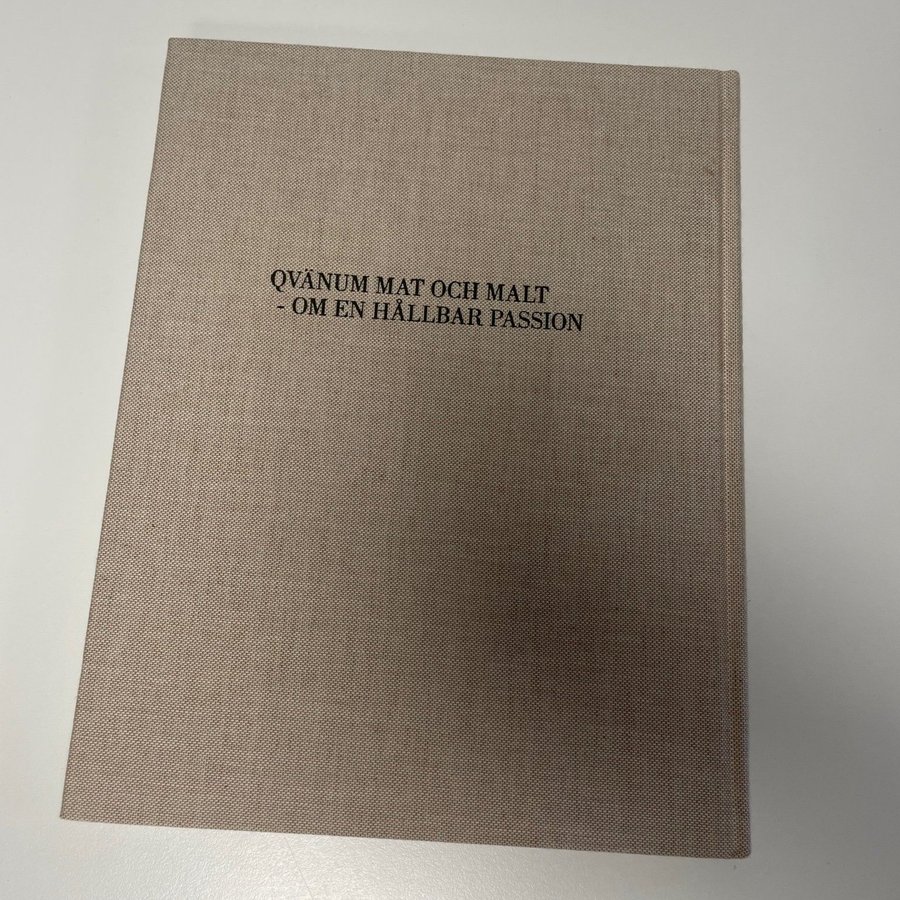 QVÄNUM MAT OCH MALT
- OM EN HÅLLBAR PASSION